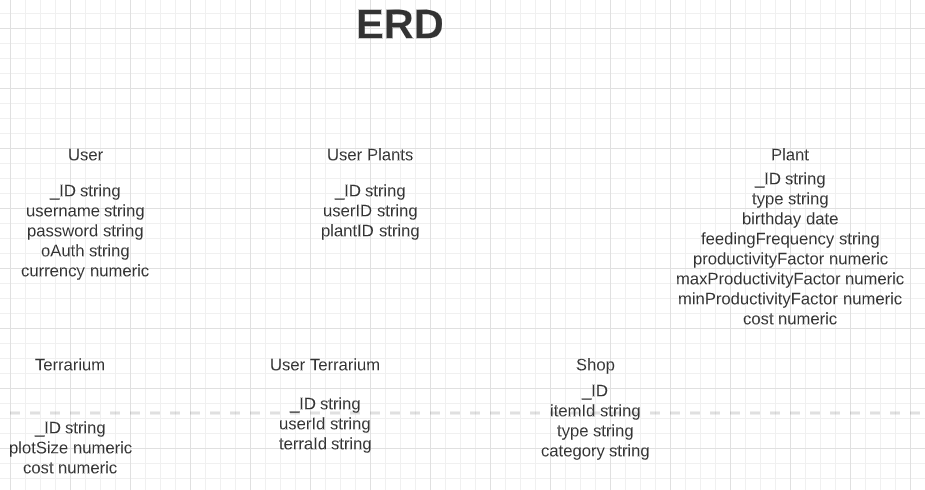 ERD
User
_ID string
username string
password string
oAuth string
currency numeric
User Plants
_ID string
userID string
plantID string
Plant
_ID string
type string
birthday date
feedingFrequency string
productivityFactor numeric
maxProductivityFactor numeric
minProductivityFactor numeric
cost numeric
Terrarium
_ID string
plotSize numeric
cost numeric
User Terrarium
_ID string
userId string
terraId string
Shop
_ID
itemId string
type string
category string